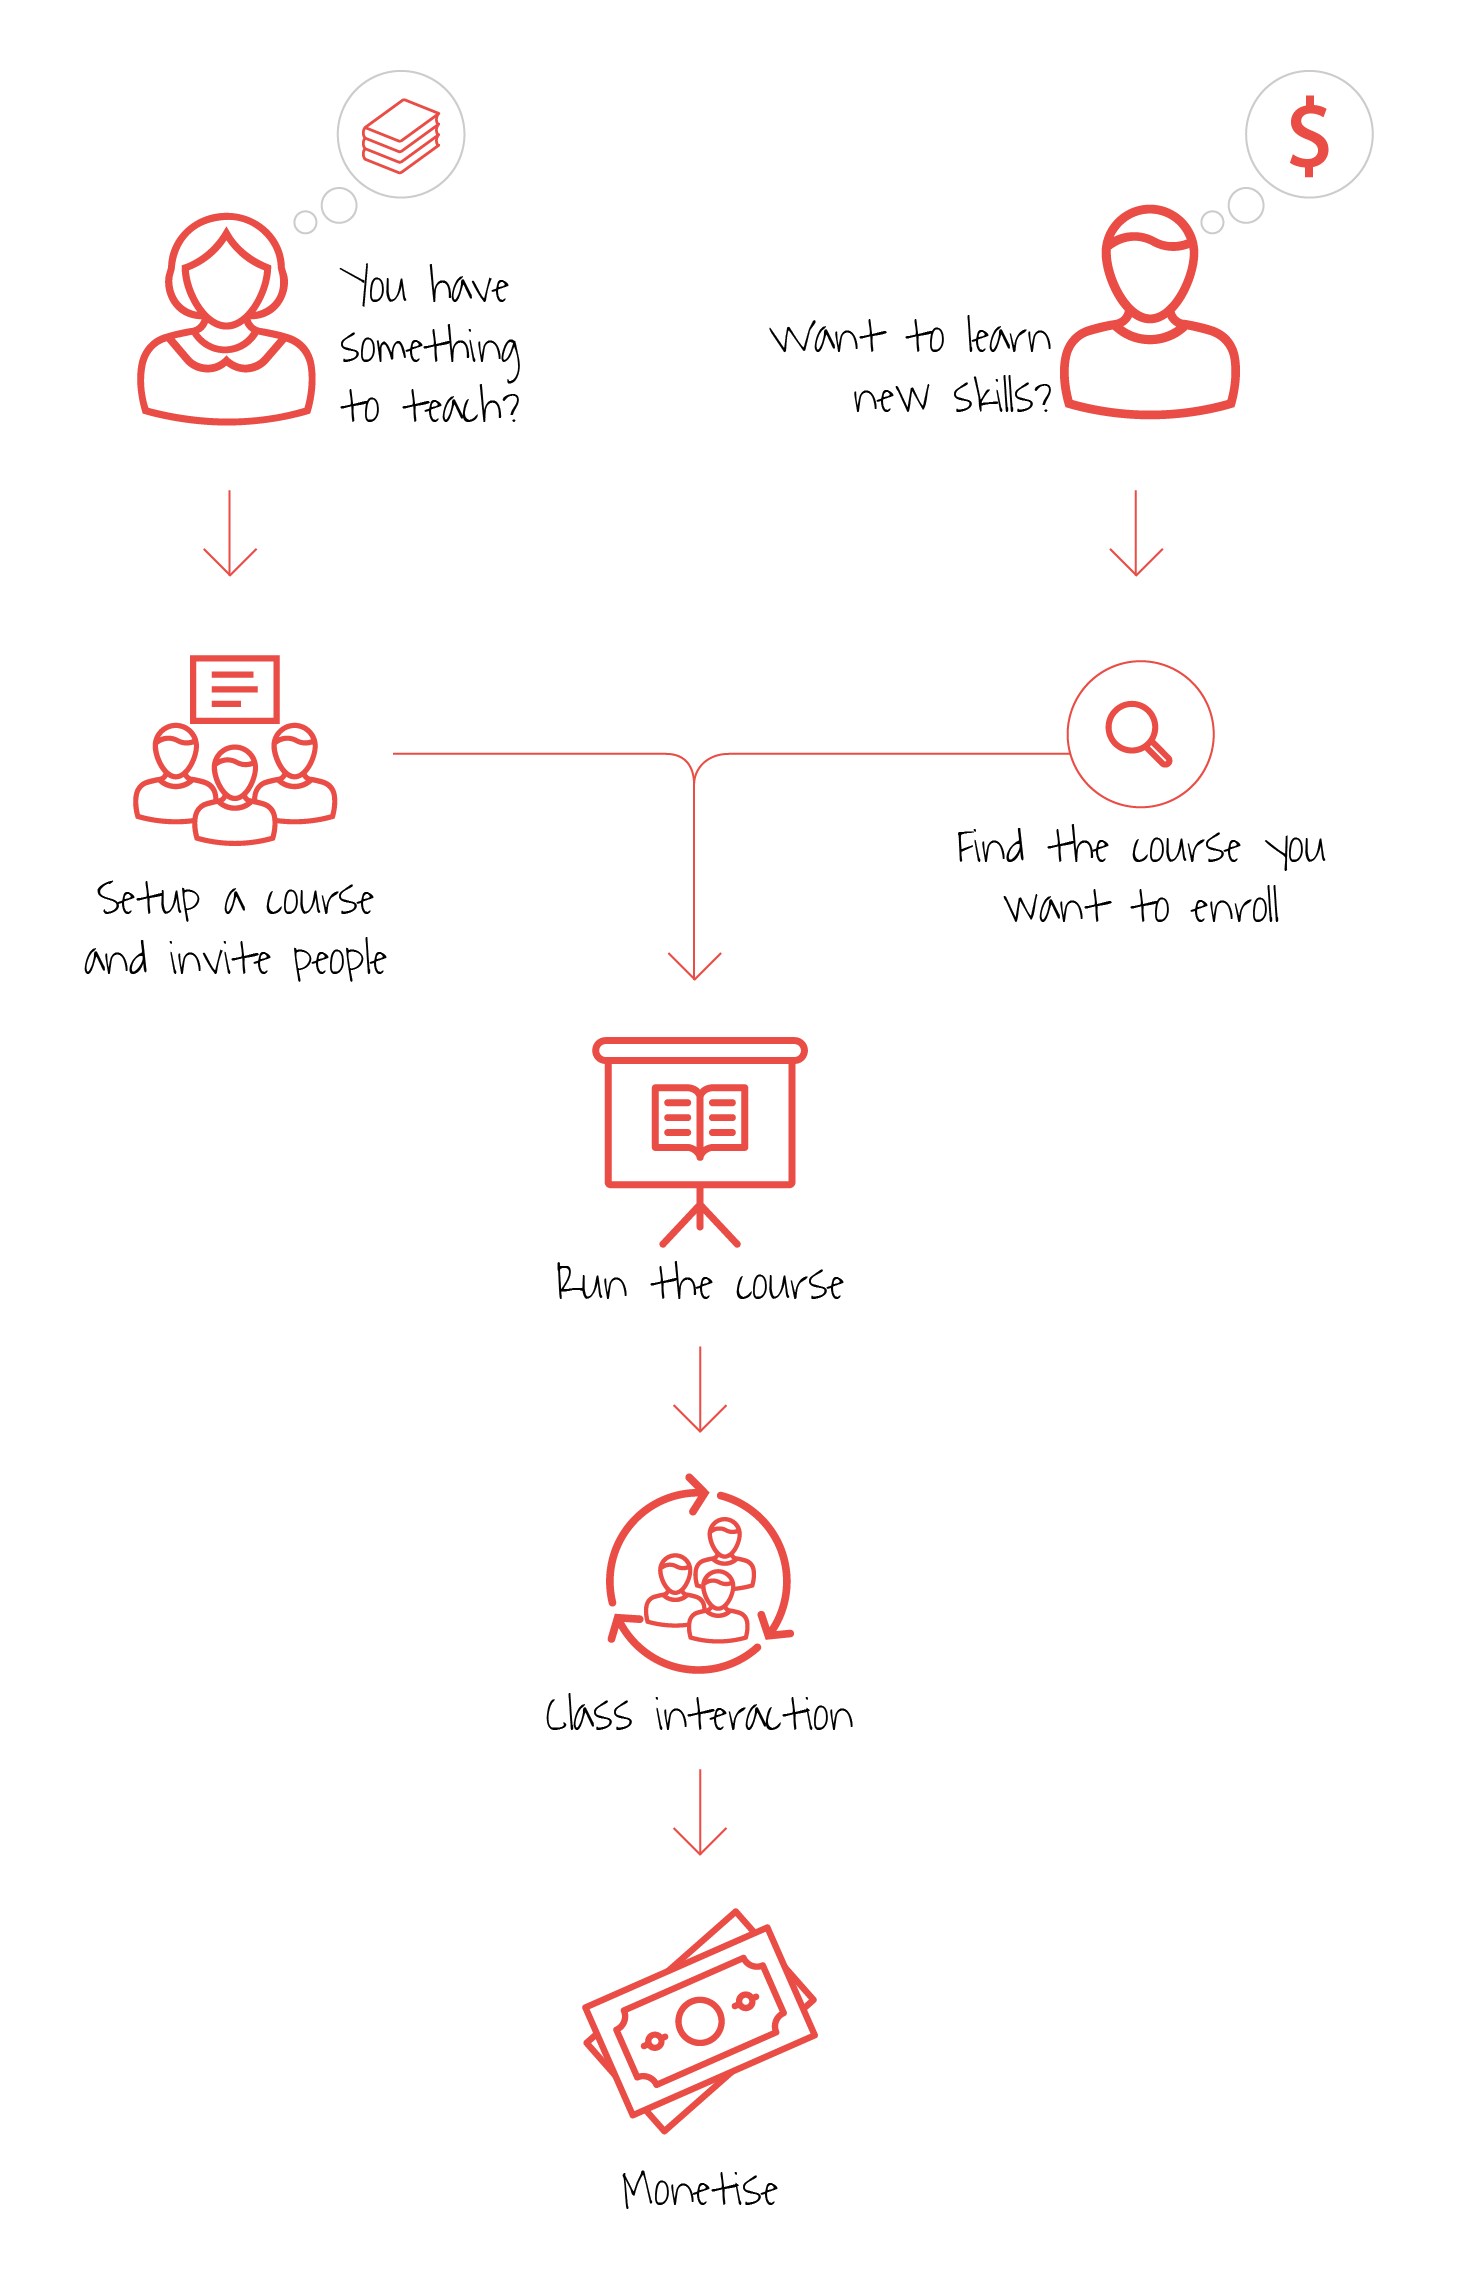 $
You have
something
to teach?
Want to learn
new skills?
Setup a course
and invite people
Find the course you
want to enroll
Run the course
Class interaction
Monetise